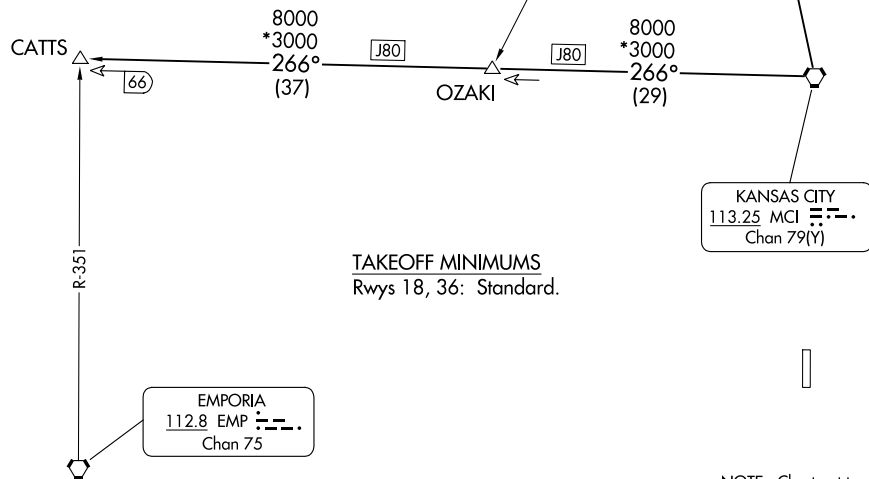 8000
*3000
266°
(37)
J80
8000
*3000
266°
(29)
J80
CATTS
66
OZAKI
KANSAS CITY
113.25 MCI
Chan 79(Y)
R-351
TAKEOFF MINIMUMS
Rwys 18, 36: Standard.
EMPORIA
112.8 EMP
Chan 75